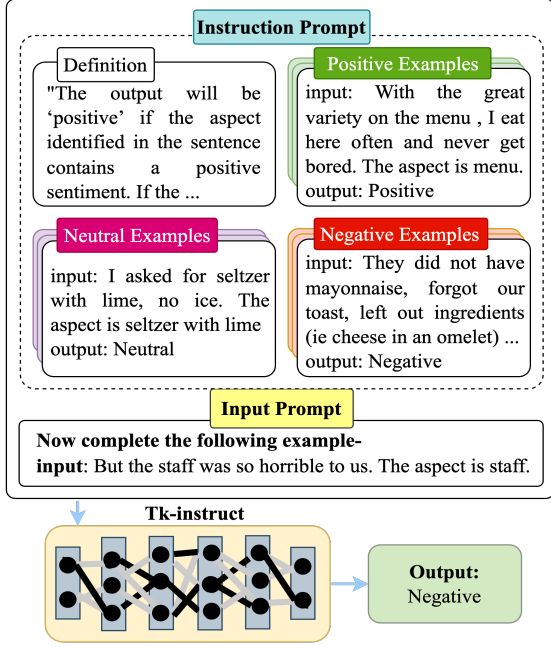 Instruction Prompt
Definition
"The output will be
‘positive’ if the aspect
identified in the sentence
contains a positive
sentiment. If the ...
Positive Examples
input: With the great
variety on the menu , I eat
here often and never get
bored. The aspect is menu.
output: Positive
Neutral Examples
input: I asked for seltzer
with lime, no ice. The
aspect is seltzer with lime
output: Neutral
Negative Examples
input: They did not have
mayonnaise, forgot our
toast, left out ingredients
(ie cheese in an omelet) ...
output: Negative
Input Prompt
Now complete the following example-
input: But the staff was so horrible to us. The aspect is staff.
Tk-instruct
Output:
Negative